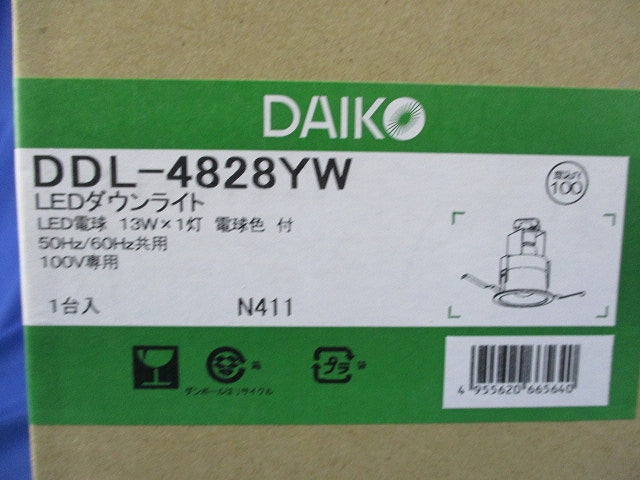 DAIKO
DDL-4828YW
LEDダウンライト
LED電球 13W×1灯 電球色 付
50Hz/60Hz共用
100V専用
1台入
N411
100
プラ
ダンボールはリサイクル
4 955620 665640